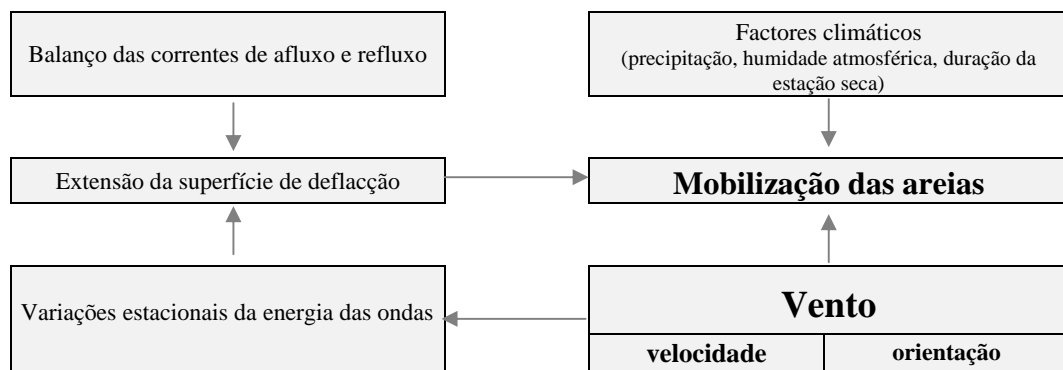 Balanço das correntes de afluxo e refluxo
Factores climáticos
(precipitação, humidade atmosférica, duração da
estação seca)
Extensão da superfície de deflacção
Mobilização das areias
Variações estacionais da energia das ondas
Vento
velocidade
orientação